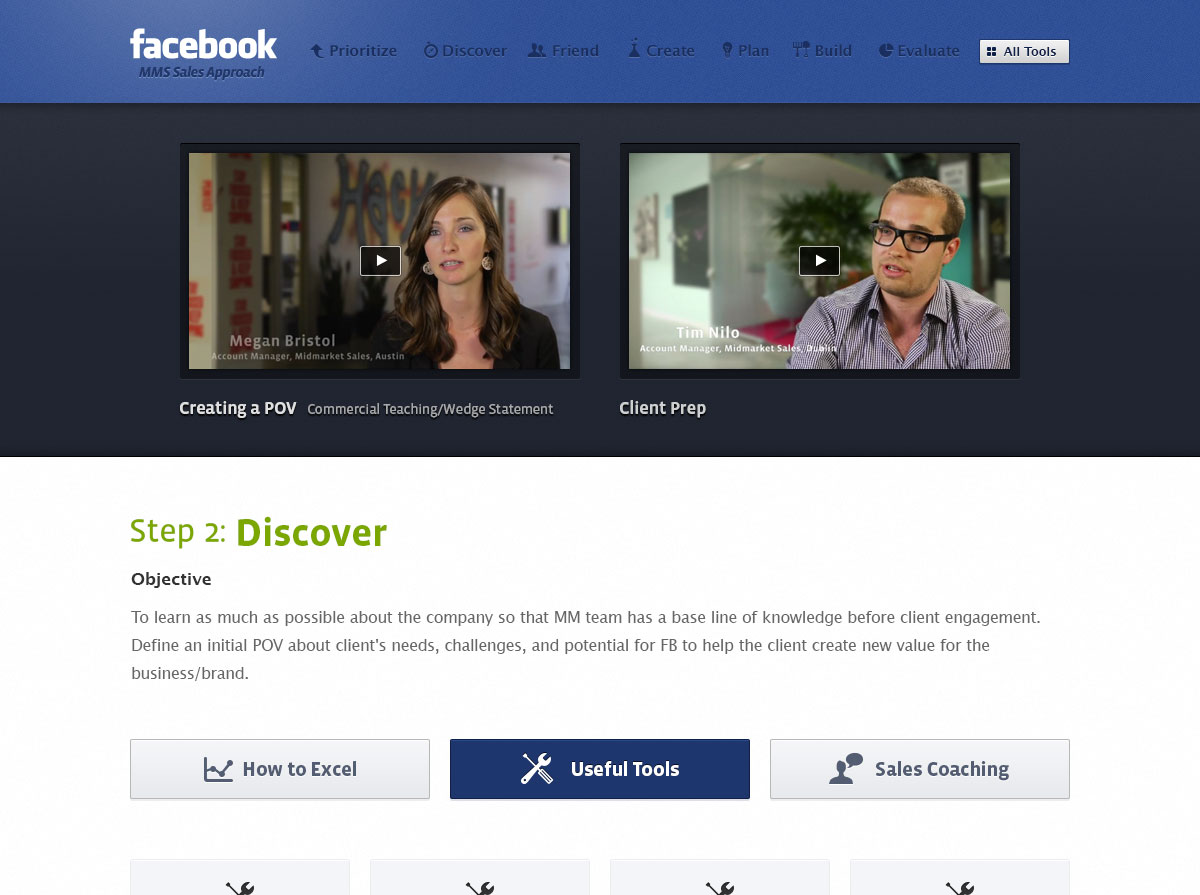 facebook
MMS Sales Approach
Prioritize Discover Friend Create Plan Build Evaluate All Tools
Hack
Megan Bristol
Account Manager, Midmarket Sales, Austin
Tim Nilo
Account Manager, Midmarket Sales, Dublin
Creating a POV Commercial Teaching/Wedge Statement
Client Prep
Step 2: Discover
Objective
To learn as much as possible about the company so that MM team has a base line of knowledge before client engagement.
Define an initial POV about client's needs, challenges, and potential for FB to help the client create new value for the
business/brand.
How to Excel
Useful Tools
Sales Coaching